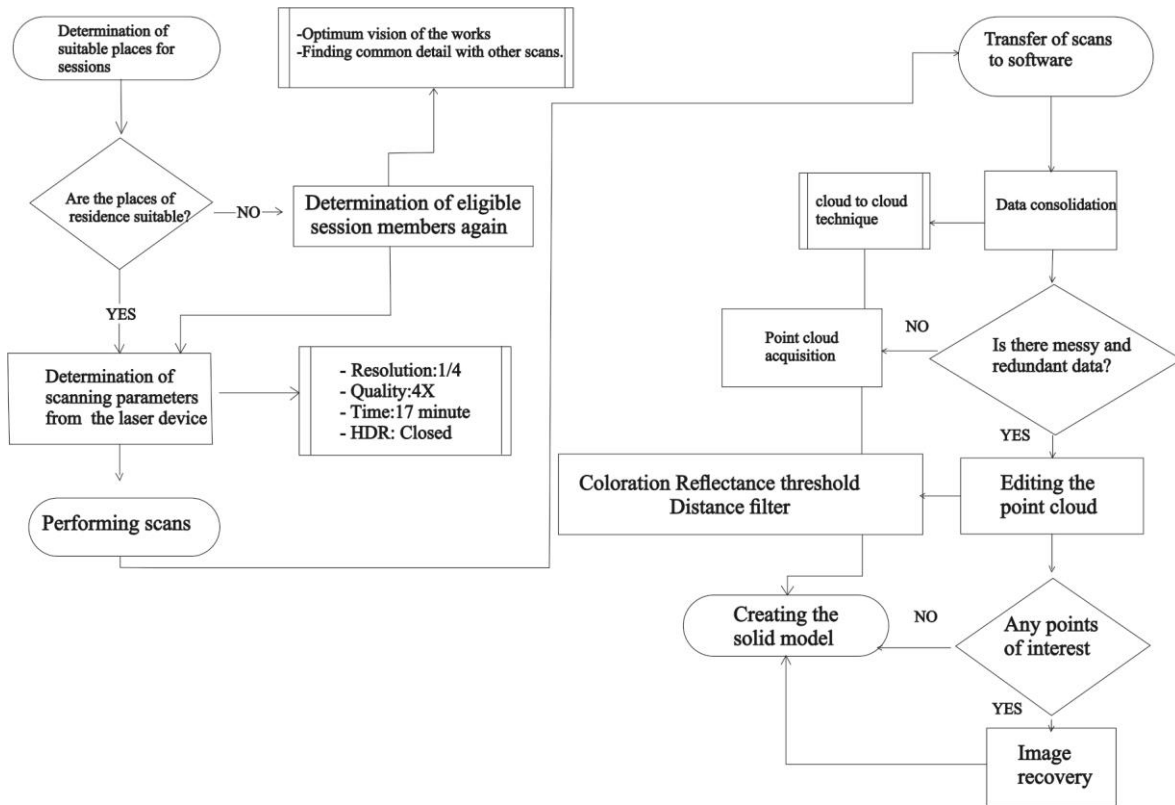 Determination of
suitable places for
sessions
-Optimum vision of the works
-Finding common detail with other scans.
Are the places of
residence suitable?
NO
Determination of eligible
session members again
YES
Determination of
scanning parameters
from the laser device
- Resolution:1/4
- Quality:4X
- Time:17 minute
- HDR: Closed
Performing scans
Transfer of scans
to software
Data consolidation
cloud to cloud
technique
Is there messy and
redundant data?
NO
Point cloud
acquisition
YES
Editing the
point cloud
Coloration Reflectance threshold
Distance filter
Any points
of interest
NO
Creating the
solid model
YES
Image
recovery